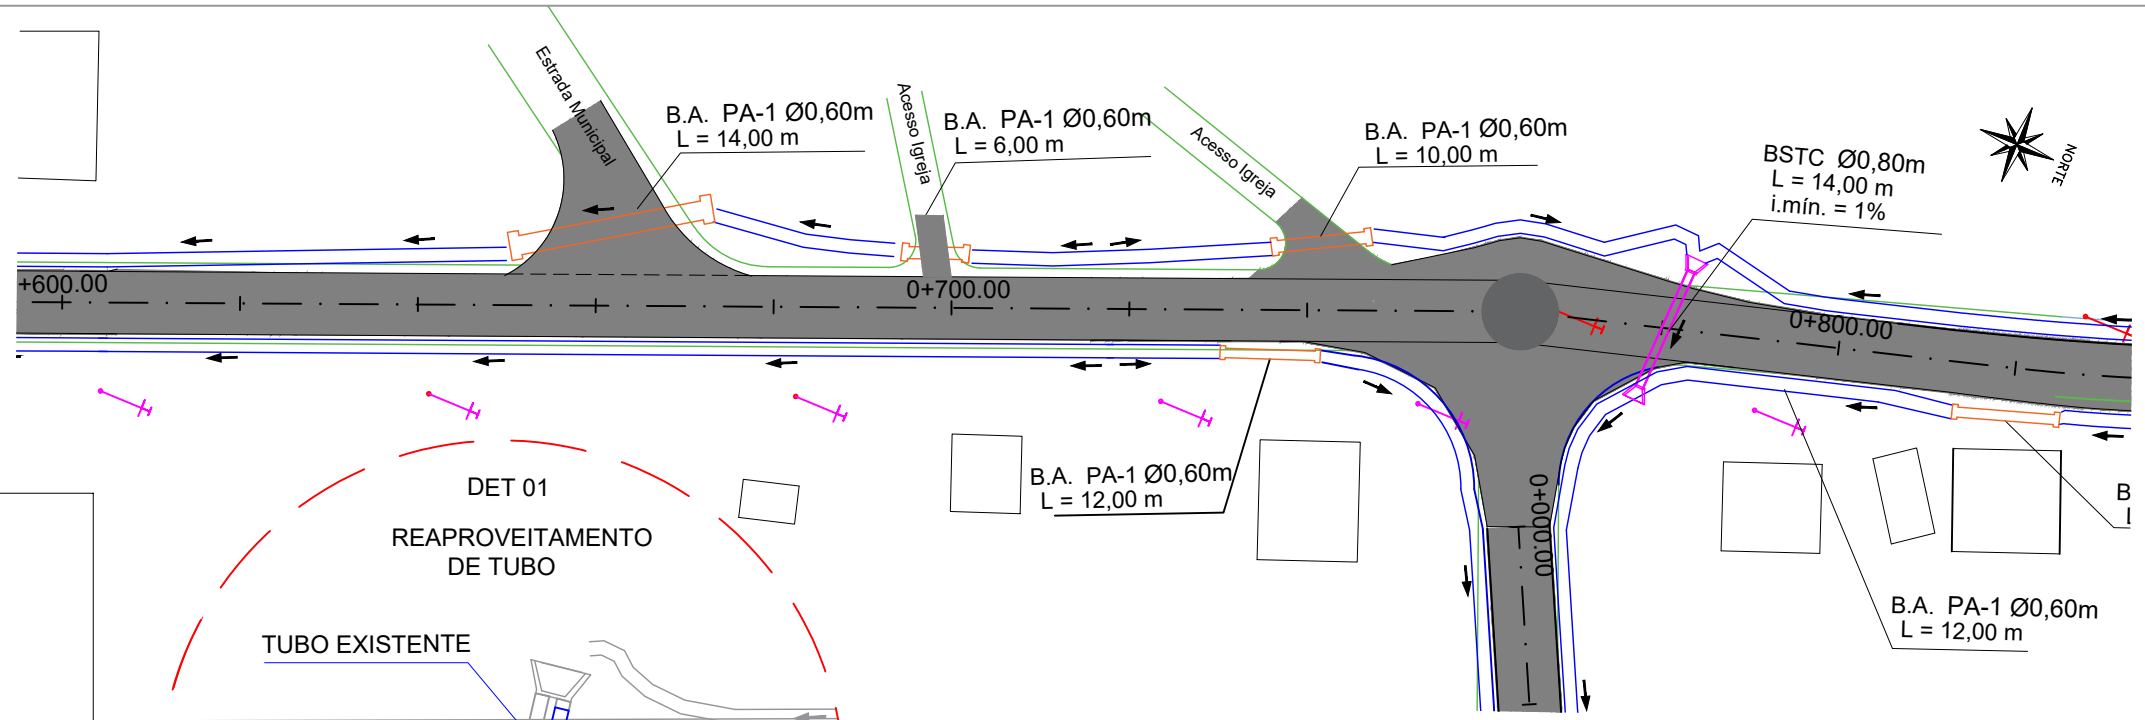 Estrada Municipal
B.A. PA-1 Ø0,60m
L = 14,00 m
Acesso Igreja
B.A. PA-1 Ø0,60m
L = 6,00 m
Acesso Igreja
B.A. PA-1 Ø0,60m
L = 10,00 m
BSTC Ø0,80m
L = 14,00 m
i.mín. = 1%
NORTE
+600.00
0+700.00
0+800.00
B.A. PA-1 Ø0,60m
L = 12,00 m
0+000.00
DET 01
REAPROVEITAMENTO
DE TUBO
TUBO EXISTENTE
B.A. PA-1 Ø0,60m
L = 12,00 m
B